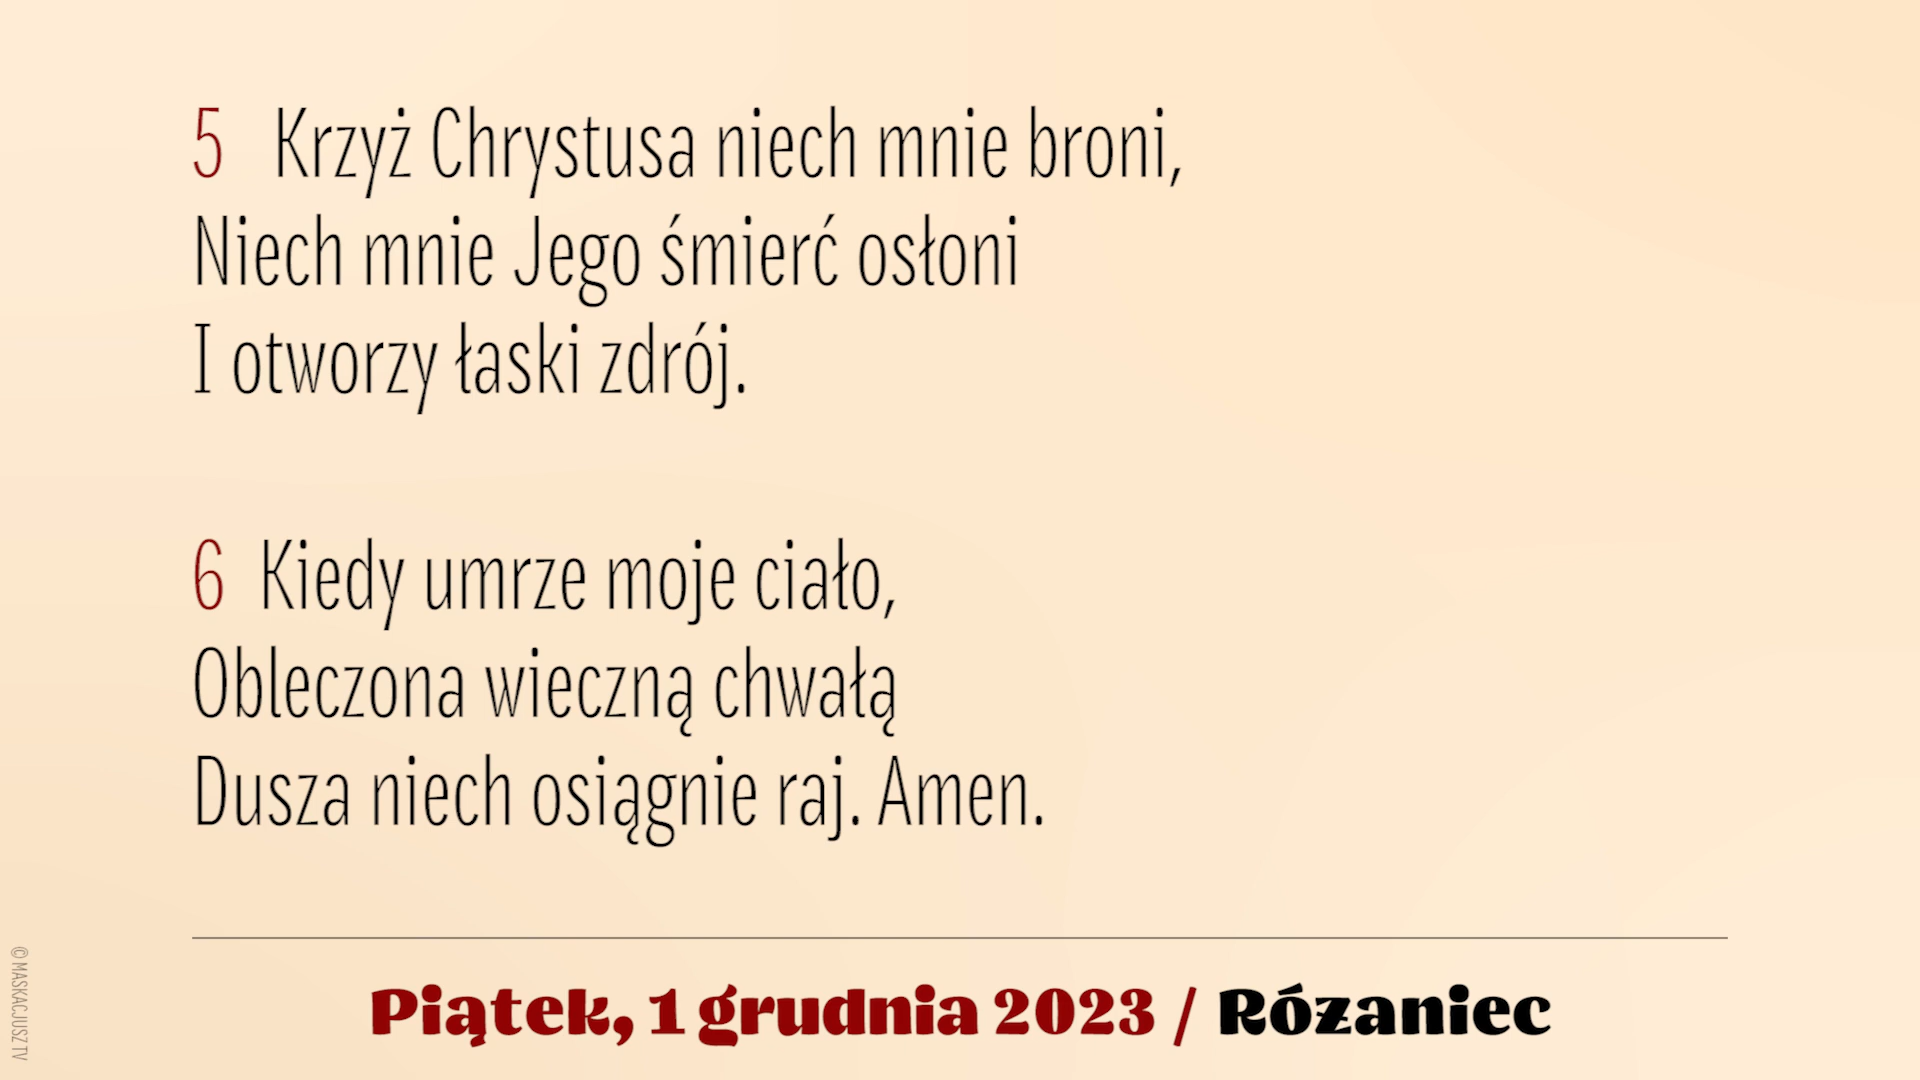 5 Krzyż Chrystusa niech mnie broni,
Niech mnie Jego śmierć osłoni
I otworzy łaski zdrój.
6 Kiedy umrze moje ciało,
Obleczona wieczną chwałą
Dusza niech osiągnie raj. Amen.
Piątek, 1 grudnia 2023 / Różaniec
© MASKACJUSZ TV